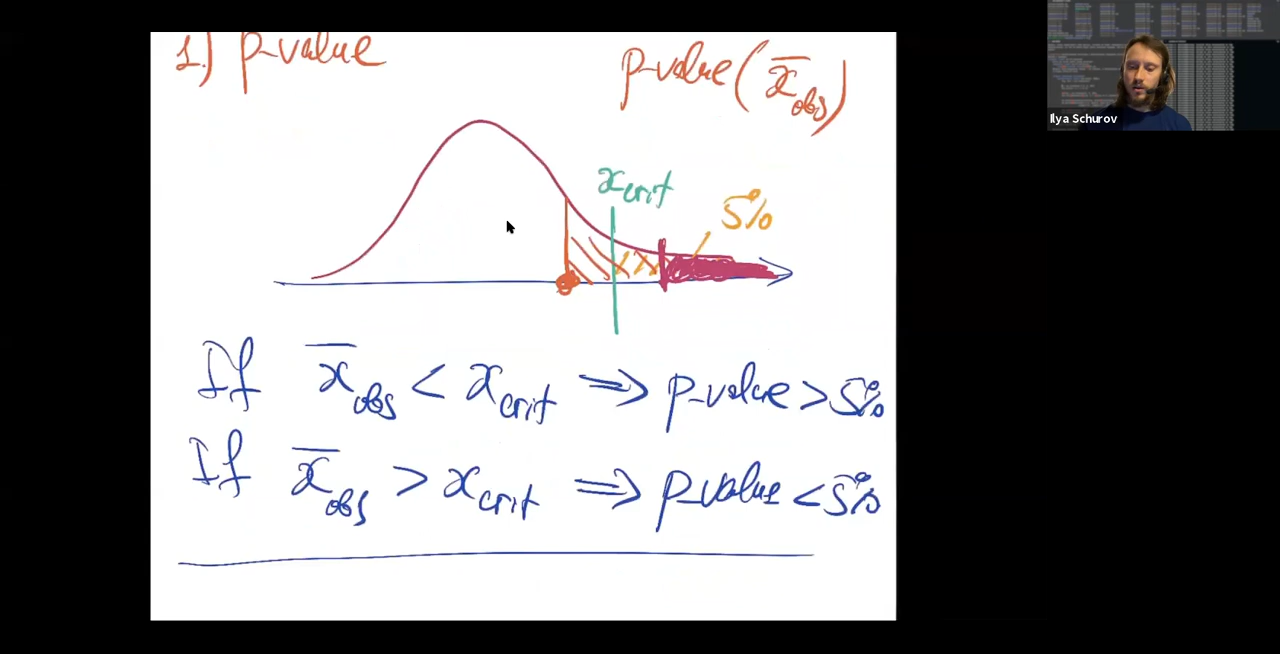 1.) p-value
p-value(x̄obs)
xcrit
5%
If x̄obs < xcrit ⇒ p-value > 5%
If x̄obs > xcrit ⇒ p-value < 5%
Ilya Schurov